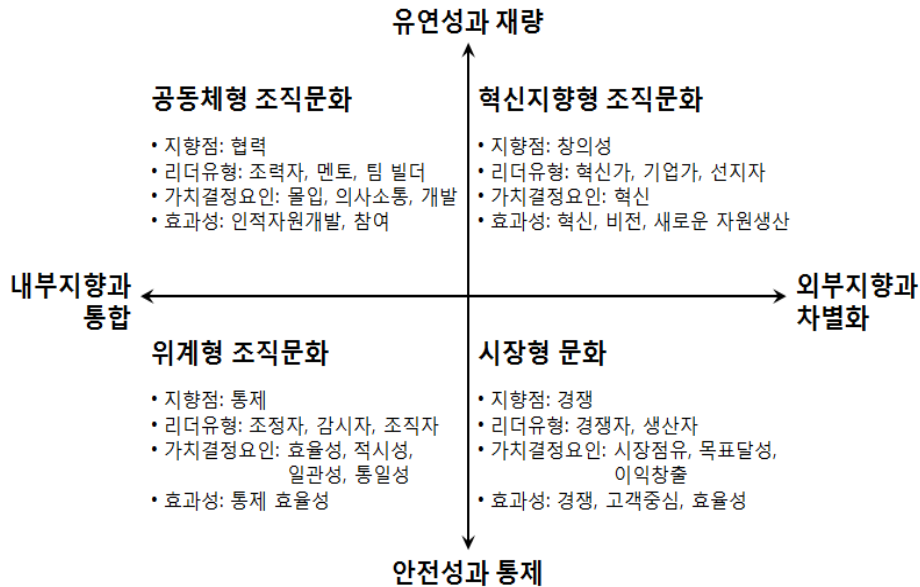 유연성과 재량
공동체형 조직문화
• 지향점: 협력
• 리더유형: 조력자, 멘토, 팀 빌더
• 가치결정요인: 몰입, 의사소통, 개발
• 효과성: 인적자원개발, 참여
혁신지향형 조직문화
• 지향점: 창의성
• 리더유형: 혁신가, 기업가, 선지자
• 가치결정요인: 혁신
• 효과성: 혁신, 비전, 새로운 자원생산
내부지향과
통합
외부지향과
차별화
위계형 조직문화
• 지향점: 통제
• 리더유형: 조정자, 감시자, 조직자
• 가치결정요인: 효율성, 적시성,
일관성, 통일성
• 효과성: 통제 효율성
시장형 문화
• 지향점: 경쟁
• 리더유형: 경쟁자, 생산자
• 가치결정요인: 시장점유, 목표달성,
이익창출
• 효과성: 경쟁, 고객중심, 효율성
안전성과 통제